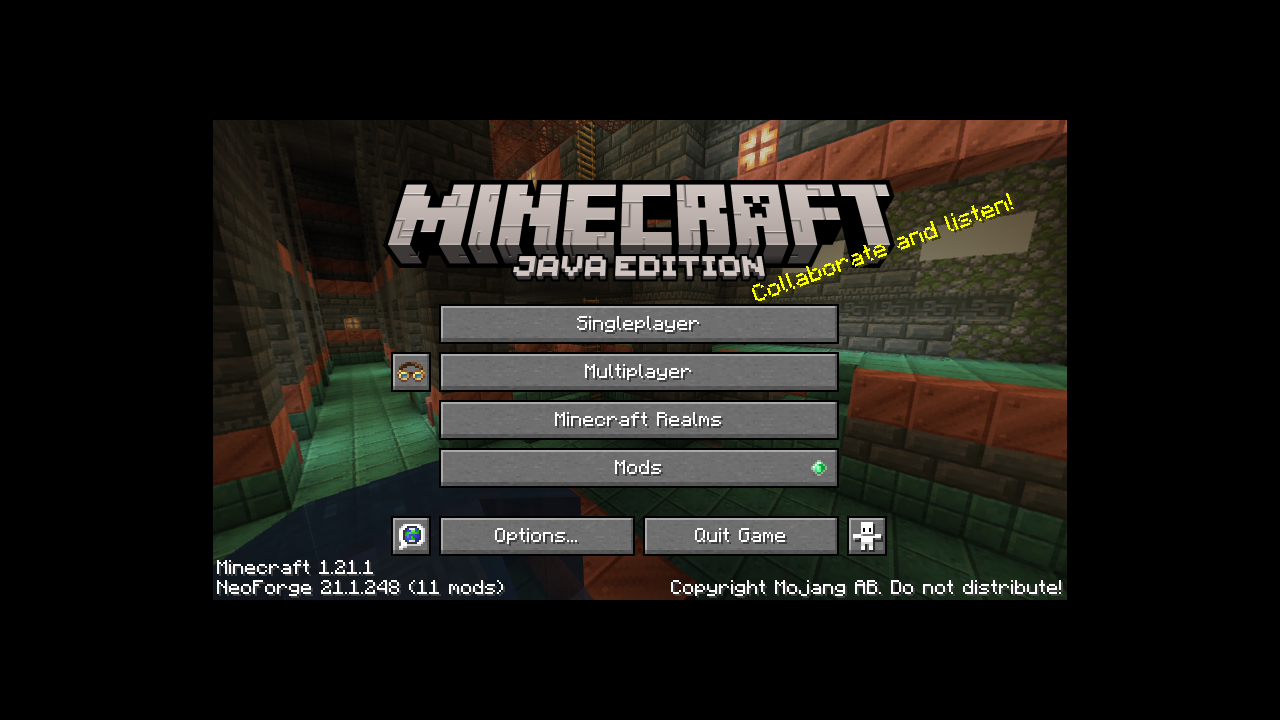 MINECRAFT
JAVA EDITION
Collaborate and listen!
Singleplayer
Multiplayer
Minecraft Realms
Mods
Options...
Quit Game
Minecraft 1.21.1
NeoForge 21.1.248 (11 mods)
Copyright Mojang AB. Do not distribute!